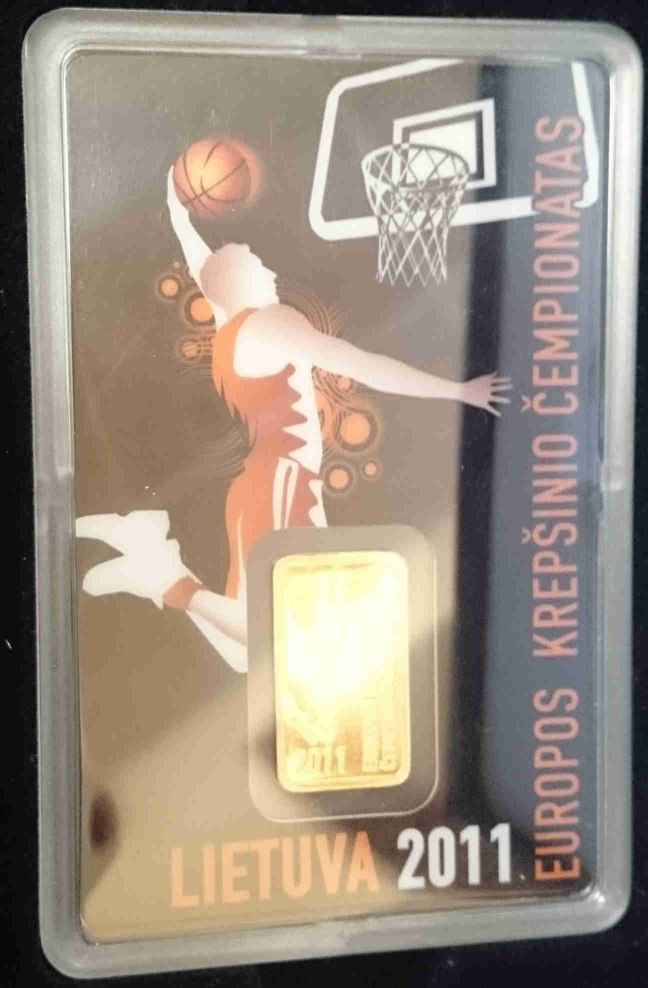 EUROPOS KREPŠINIO ČEMPIONATAS
2011
LIETUVA 2011